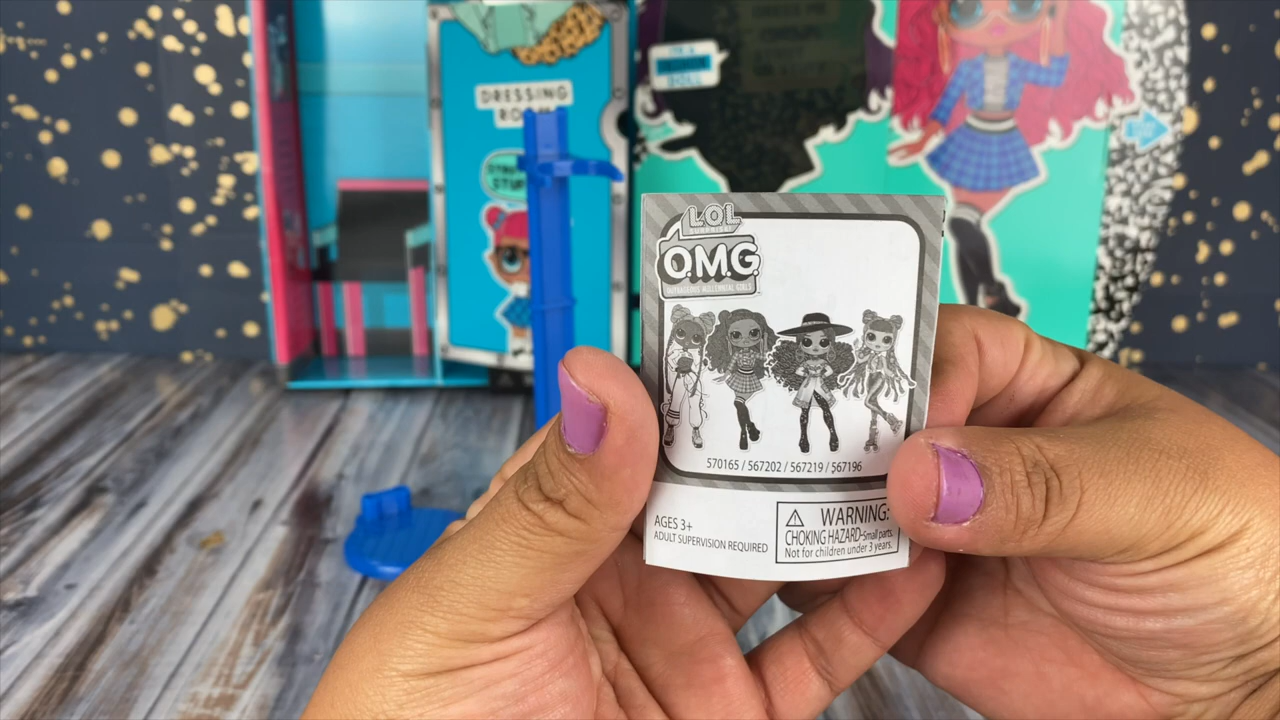 DRESSING
LOL
SURPRISE!
O.M.G.
OUTRAGEOUS MILLENNIAL GIRLS
570165 / 567202 / 567219 / 567196
AGES 3+
ADULT SUPERVISION REQUIRED
WARNING:
CHOKING HAZARD-Small parts.
Not for children under 3 years.